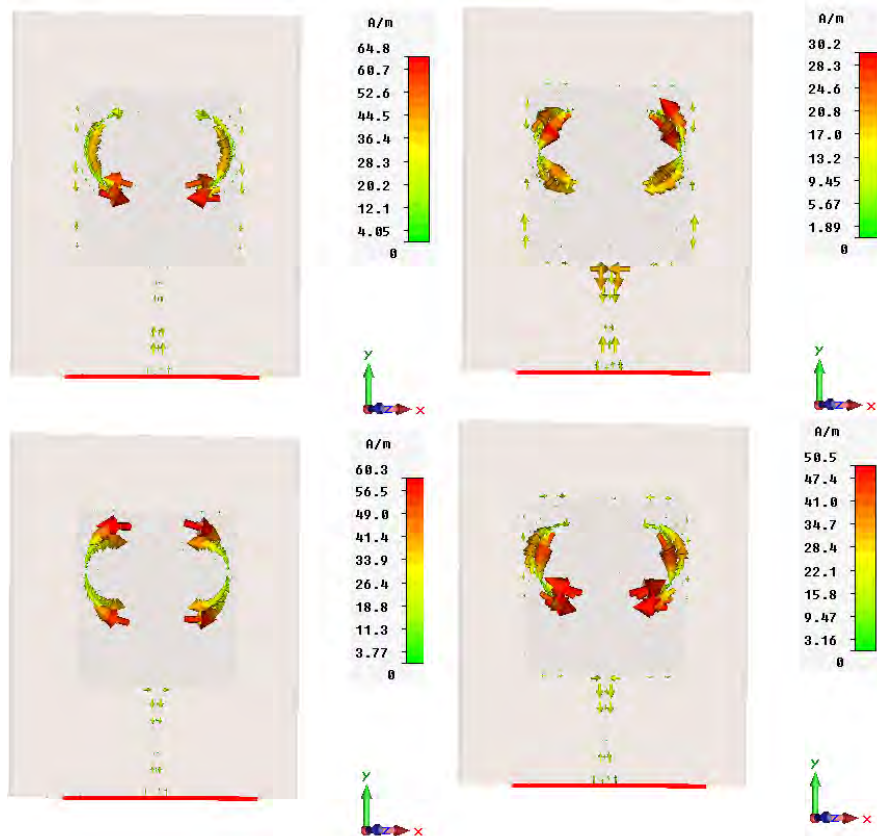 A/m
64.8
60.7
52.6
44.5
36.4
28.3
20.2
12.1
4.05
0
y
z
x
A/m
30.2
28.3
24.6
20.8
17.0
13.2
9.45
5.67
1.89
0
y
z
x
A/m
60.3
56.5
49.0
41.4
33.9
26.4
18.8
11.3
3.77
0
y
z
x
A/m
50.5
47.4
41.0
34.7
28.4
22.1
15.8
9.47
3.16
0
y
z
x